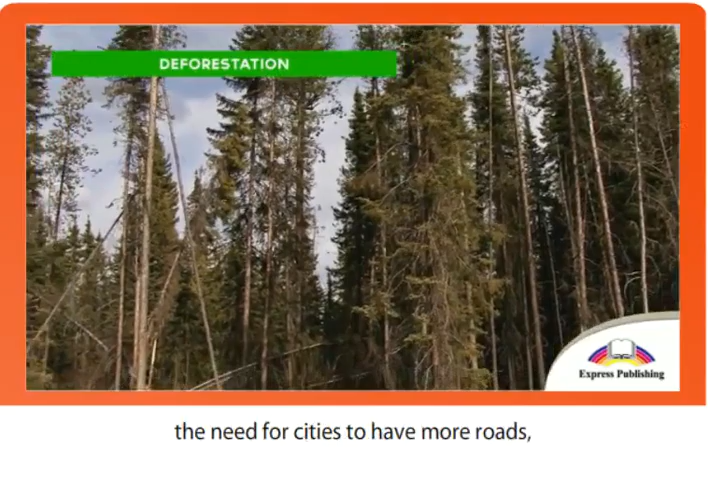 DEFORESTATION
Express Publishing
the need for cities to have more roads,